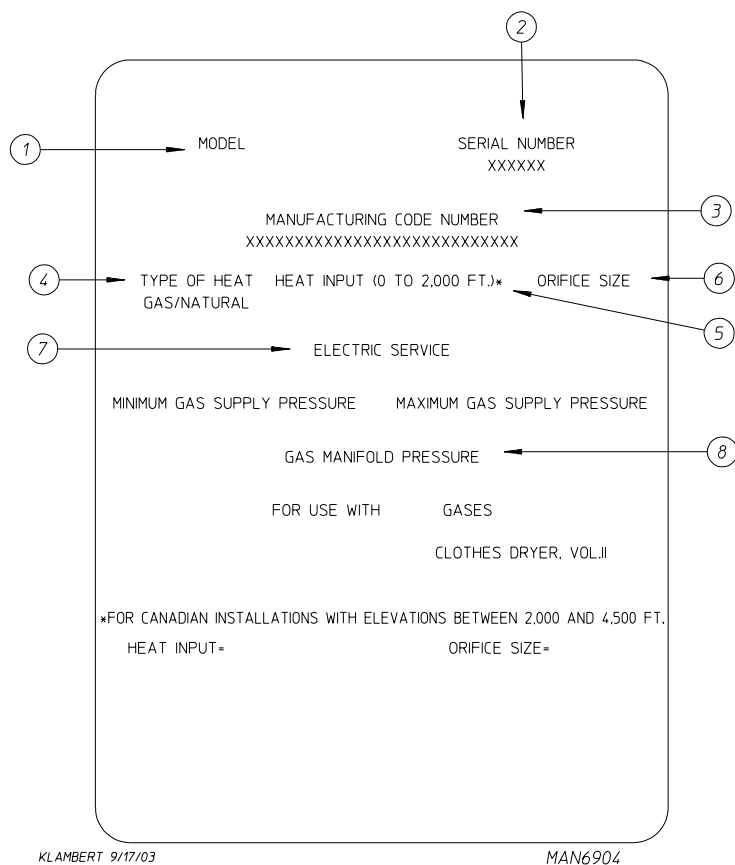 2
1 MODEL SERIAL NUMBER
XXXXXX
3
MANUFACTURING CODE NUMBER
XXXXXXXXXXXXXXXXXXXXXXXXXXXX
4 TYPE OF HEAT HEAT INPUT (0 TO 2,000 FT.)* ORIFICE SIZE 6
GAS/NATURAL
5
7 ELECTRIC SERVICE
MINIMUM GAS SUPPLY PRESSURE MAXIMUM GAS SUPPLY PRESSURE
GAS MANIFOLD PRESSURE 8
FOR USE WITH GASES
CLOTHES DRYER, VOL.II
*FOR CANADIAN INSTALLATIONS WITH ELEVATIONS BETWEEN 2,000 AND 4,500 FT.
HEAT INPUT= ORIFICE SIZE=
KLAMBERT 9/17/03 MAN6904